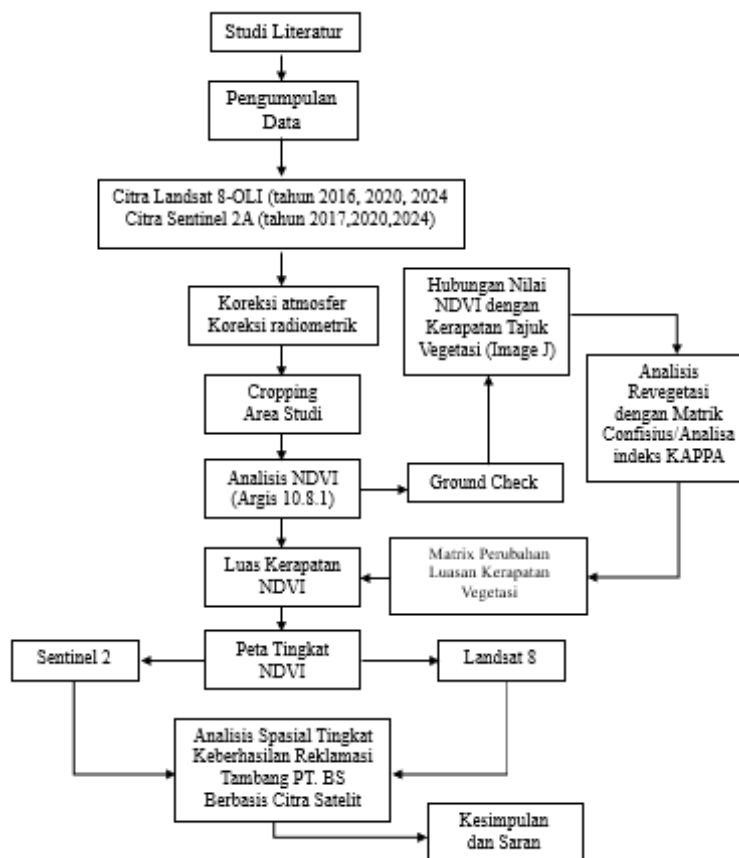 Studi Literatur
Pengumpulan
Data
Citra Landsat 8-OLI (tahun 2016, 2020, 2024
Citra Sentinel 2A (tahun 2017,2020,2024)
Koreksi atmosfer
Koreksi radiometrik
Cropping
Area Studi
Analisis NDVI
(Argis 10.8.1)
Ground Check
Hubungan Nilai
NDVI dengan
Kerapatan Tajuk
Vegetasi (Image J)
Analisis
Revegetasi
dengan Matrik
Confisius/Analisa
indeks KAPPA
Matrix Perubahan
Luasan Kerapatan
Vegetasi
Luas Kerapatan
NDVI
Peta Tingkat
NDVI
Sentinel 2
Landsat 8
Analisis Spasial Tingkat
Keberhasilan Reklamasi
Tambang PT. BS
Berbasis Citra Satelit
Kesimpulan
dan Saran